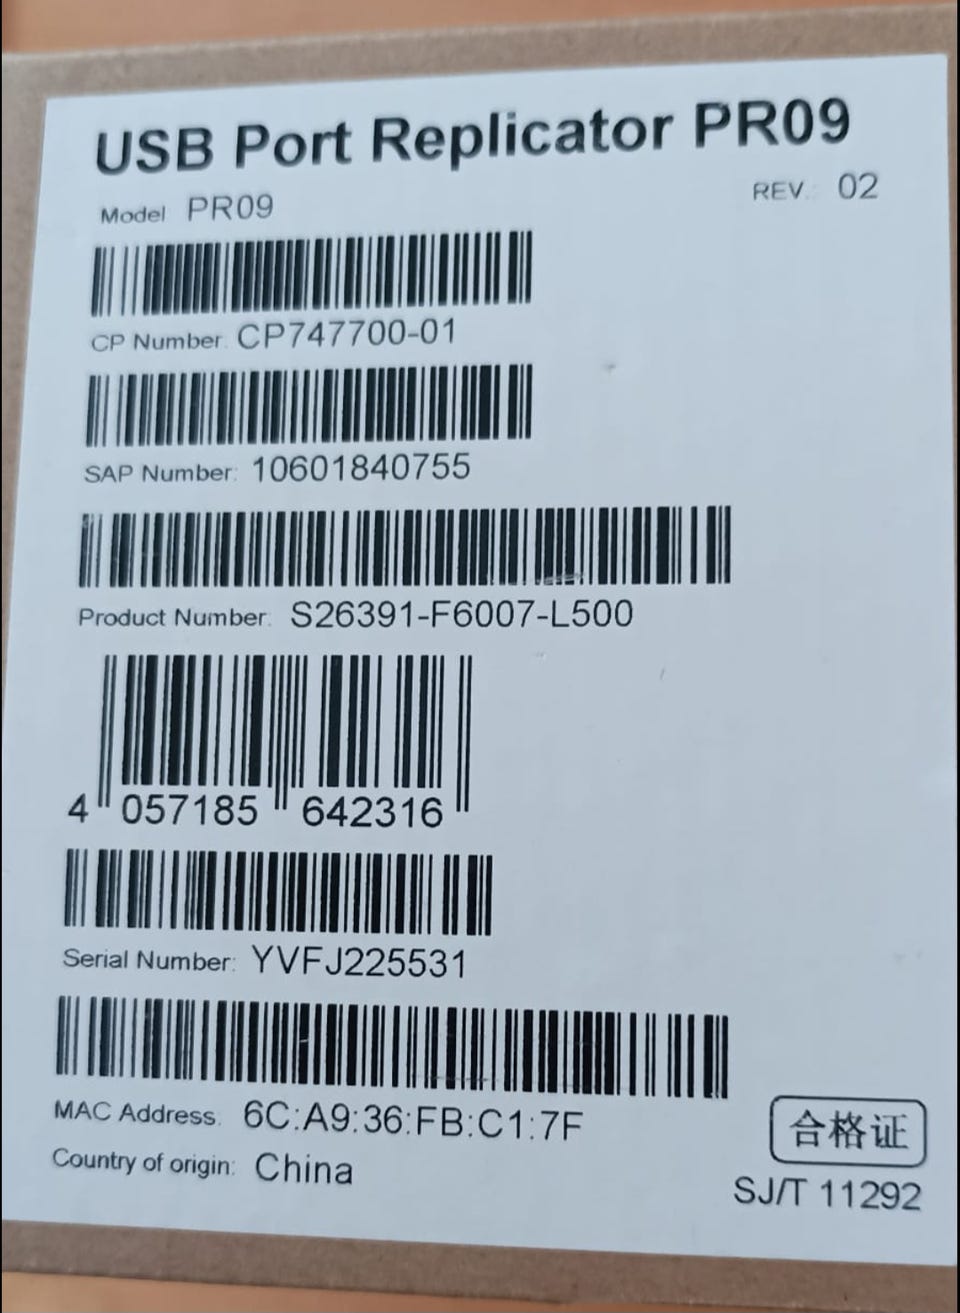 USB Port Replicator PR09
Model PR09
REV. 02
CP Number: CP747700-01
SAP Number: 10601840755
Product Number: S26391-F6007-L500
4 057185 642316
Serial Number: YVFJ225531
MAC Address: 6C:A9:36:FB:C1:7F
Country of origin: China
合格证
SJ/T 11292